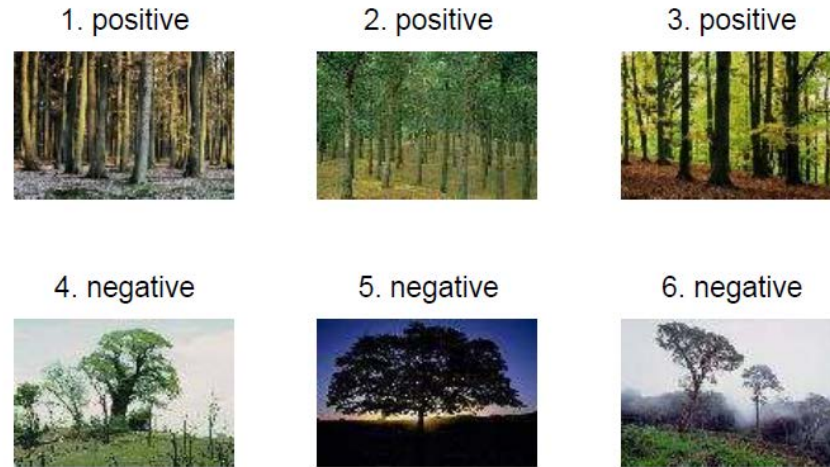 1. positive
2. positive
3. positive
4. negative
5. negative
6. negative